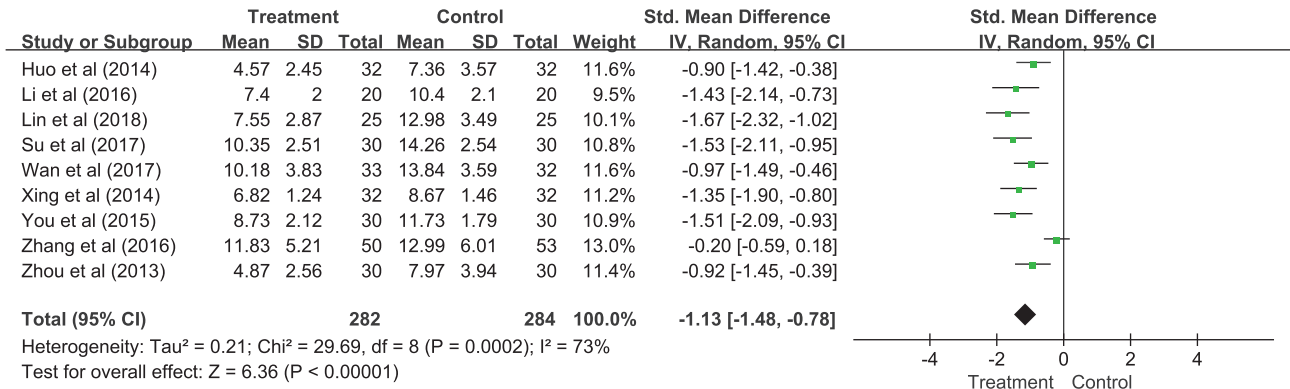 Treatment Control Std. Mean Difference Std. Mean Difference
Study or Subgroup Mean SD Total Mean SD Total Weight IV, Random, 95% CI IV, Random, 95% CI
Huo et al (2014) 4.57 2.45 32 7.36 3.57 32 11.6% -0.90 [-1.42, -0.38]
Li et al (2016) 7.4 2 20 10.4 2.1 20 9.5% -1.43 [-2.14, -0.73]
Lin et al (2018) 7.55 2.87 25 12.98 3.49 25 10.1% -1.67 [-2.32, -1.02]
Su et al (2017) 10.35 2.51 30 14.26 2.54 30 10.8% -1.53 [-2.11, -0.95]
Wan et al (2017) 10.18 3.83 33 13.84 3.59 32 11.6% -0.97 [-1.49, -0.46]
Xing et al (2014) 6.82 1.24 32 8.67 1.46 32 11.2% -1.35 [-1.90, -0.80]
You et al (2015) 8.73 2.12 30 11.73 1.79 30 10.9% -1.51 [-2.09, -0.93]
Zhang et al (2016) 11.83 5.21 50 12.99 6.01 53 13.0% -0.20 [-0.59, 0.18]
Zhou et al (2013) 4.87 2.56 30 7.97 3.94 30 11.4% -0.92 [-1.45, -0.39]
Total (95% CI) 282 284 100.0% -1.13 [-1.48, -0.78]
Heterogeneity: Tau² = 0.21; Chi² = 29.69, df = 8 (P = 0.0002); I² = 73%
Test for overall effect: Z = 6.36 (P < 0.00001)
-4 -2 0 2 4
Treatment Control